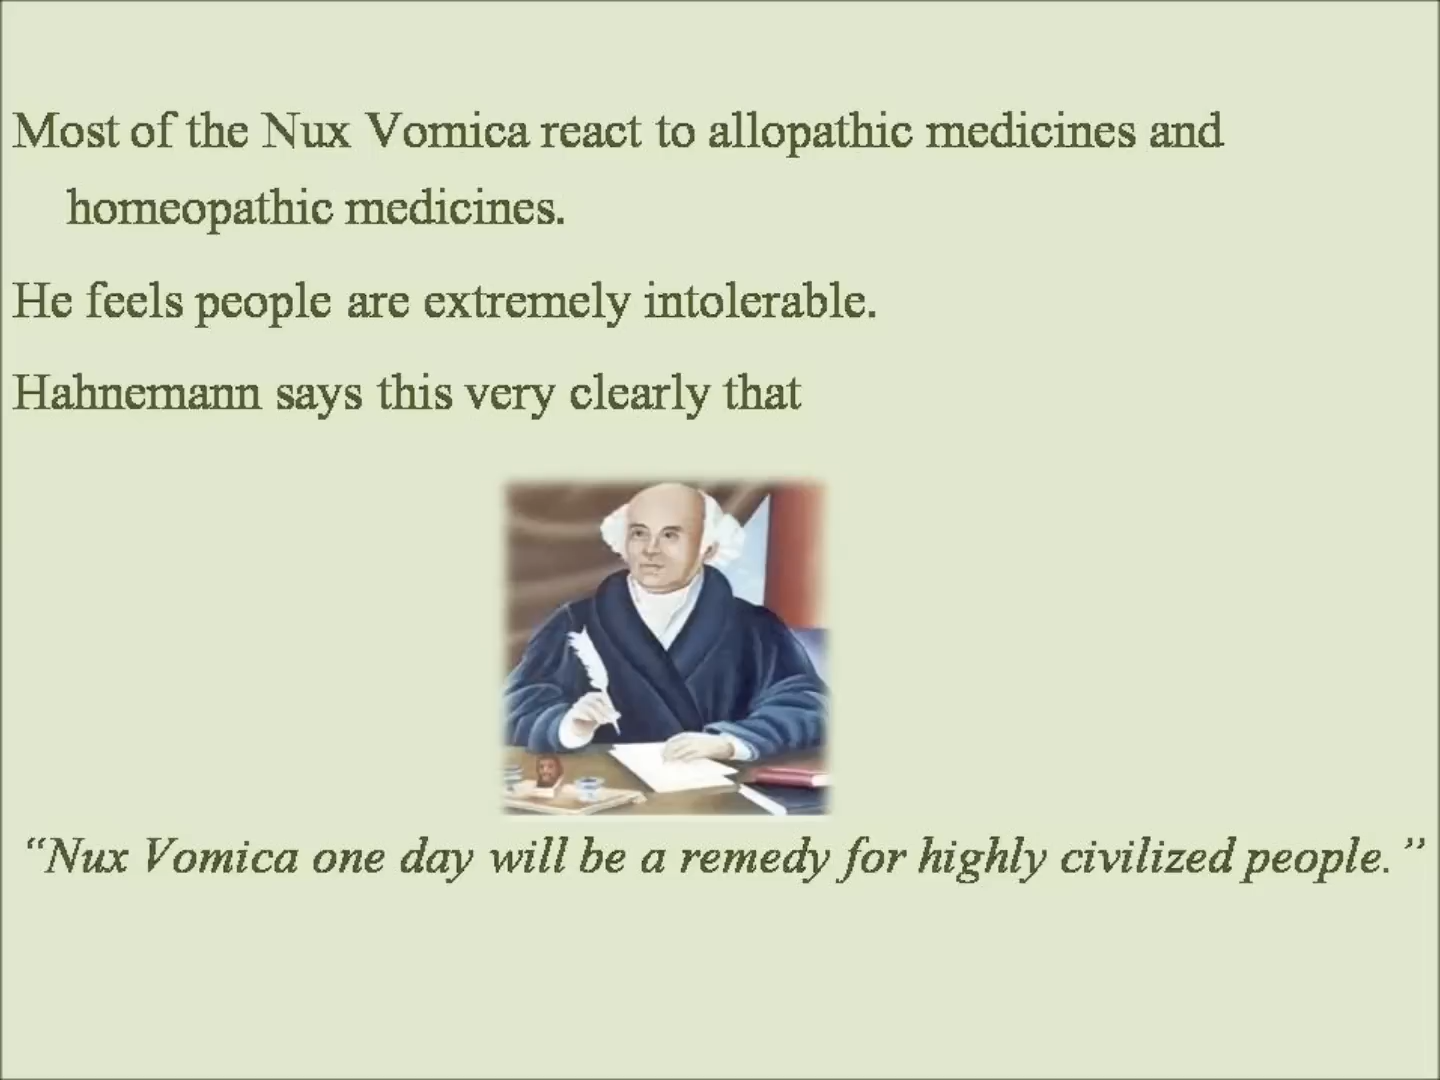 Most of the Nux Vomica react to allopathic medicines and
homeopathic medicines.
He feels people are extremely intolerable.
Hahnemann says this very clearly that
“Nux Vomica one day will be a remedy for highly civilized people.”